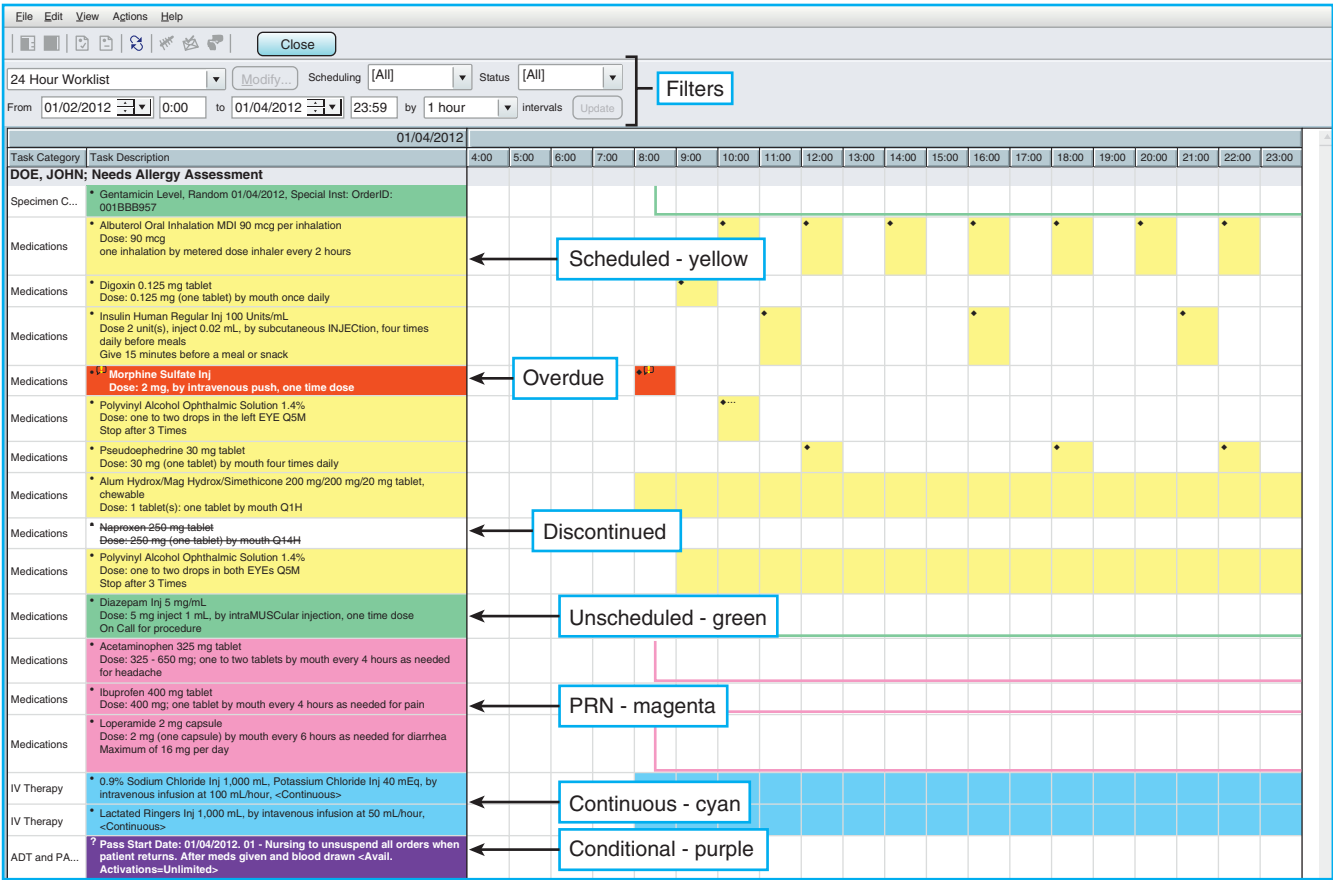 File Edit View Actions Help
Close
24 Hour Worklist Modify... Scheduling [All] Status [All]
Filters
From 01/02/2012 0:00 to 01/04/2012 23:59 by 1 hour intervals Update
01/04/2012
Task Category Task Description 4:00 5:00 6:00 7:00 8:00 9:00 10:00 11:00 12:00 13:00 14:00 15:00 16:00 17:00 18:00 19:00 20:00 21:00 22:00 23:00
DOE, JOHN; Needs Allergy Assessment
Specimen C...
Gentamicin Level, Random 01/04/2012, Special Inst: OrderID:
001BBB957
Medications
Albuterol Oral Inhalation MDI 90 mcg per inhalation
Dose: 90 mcg
one inhalation by metered dose inhaler every 2 hours
Scheduled - yellow
Medications
Digoxin 0.125 mg tablet
Dose: 0.125 mg (one tablet) by mouth once daily
Medications
Insulin Human Regular Inj 100 Units/mL
Dose 2 unit(s), inject 0.02 mL, by subcutaneous INJECtion, four times
daily before meals
Give 15 minutes before a meal or snack
Medications
Morphine Sulfate Inj
Dose: 2 mg, by intravenous push, one time dose
Overdue
Medications
Polyvinyl Alcohol Ophthalmic Solution 1.4%
Dose: one to two drops in the left EYE Q5M
Stop after 3 Times
...
Medications
Pseudoephedrine 30 mg tablet
Dose: 30 mg (one tablet) by mouth four times daily
Medications
Alum Hydrox/Mag Hydrox/Simethicone 200 mg/200 mg/20 mg tablet,
chewable
Dose: 1 tablet(s): one tablet by mouth Q1H
Medications
Naproxen 250 mg tablet
Dose: 250 mg (one tablet) by mouth Q14H
Discontinued
Medications
Polyvinyl Alcohol Ophthalmic Solution 1.4%
Dose: one to two drops in both EYEs Q5M
Stop after 3 Times
Medications
Diazepam Inj 5 mg/mL
Dose: 5 mg inject 1 mL, by intraMUSCular injection, one time dose
On Call for procedure
Unscheduled - green
Medications
Acetaminophen 325 mg tablet
Dose: 325 - 650 mg; one to two tablets by mouth every 4 hours as needed
for headache
Medications
Ibuprofen 400 mg tablet
Dose: 400 mg; one tablet by mouth every 4 hours as needed for pain
PRN - magenta
Medications
Loperamide 2 mg capsule
Dose: 2 mg (one capsule) by mouth every 6 hours as needed for diarrhea
Maximum of 16 mg per day
IV Therapy
0.9% Sodium Chloride Inj 1,000 mL, Potassium Chloride Inj 40 mEq, by
intravenous infusion at 100 mL/hour, <Continuous>
Continuous - cyan
IV Therapy
Lactated Ringers Inj 1,000 mL, by intavenous infusion at 50 mL/hour,
<Continuous>
ADT and PA...
? Pass Start Date: 01/04/2012. 01 - Nursing to unsuspend all orders when
patient returns. After meds given and blood drawn <Avail.
Activations=Unlimited>
Conditional - purple